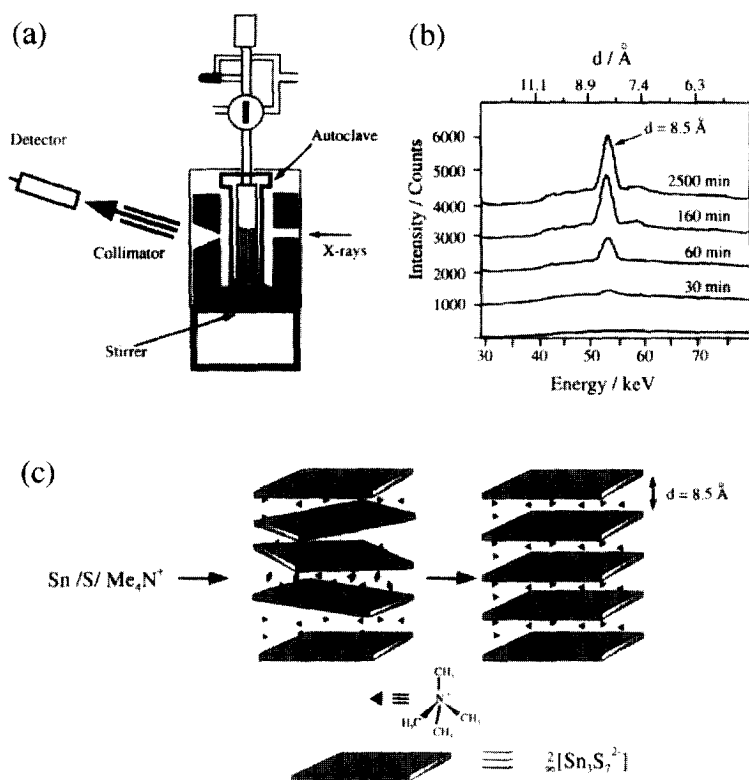 (a)
Detector
Autoclave
Collimator
X-rays
Stirrer
(b)
d / Å
11.1 8.9 7.4 6.3
Intensity / Counts
6000
5000
4000
3000
2000
1000
d = 8.5 Å
2500 min
160 min
60 min
30 min
30 40 50 60 70
Energy / keV
(c)
Sn /S/ Me₄N⁺
d = 8.5 Å
CH₃
N⁺
H₃C
CH₃
CH₃
²∞[Sn₃S₇²⁻]